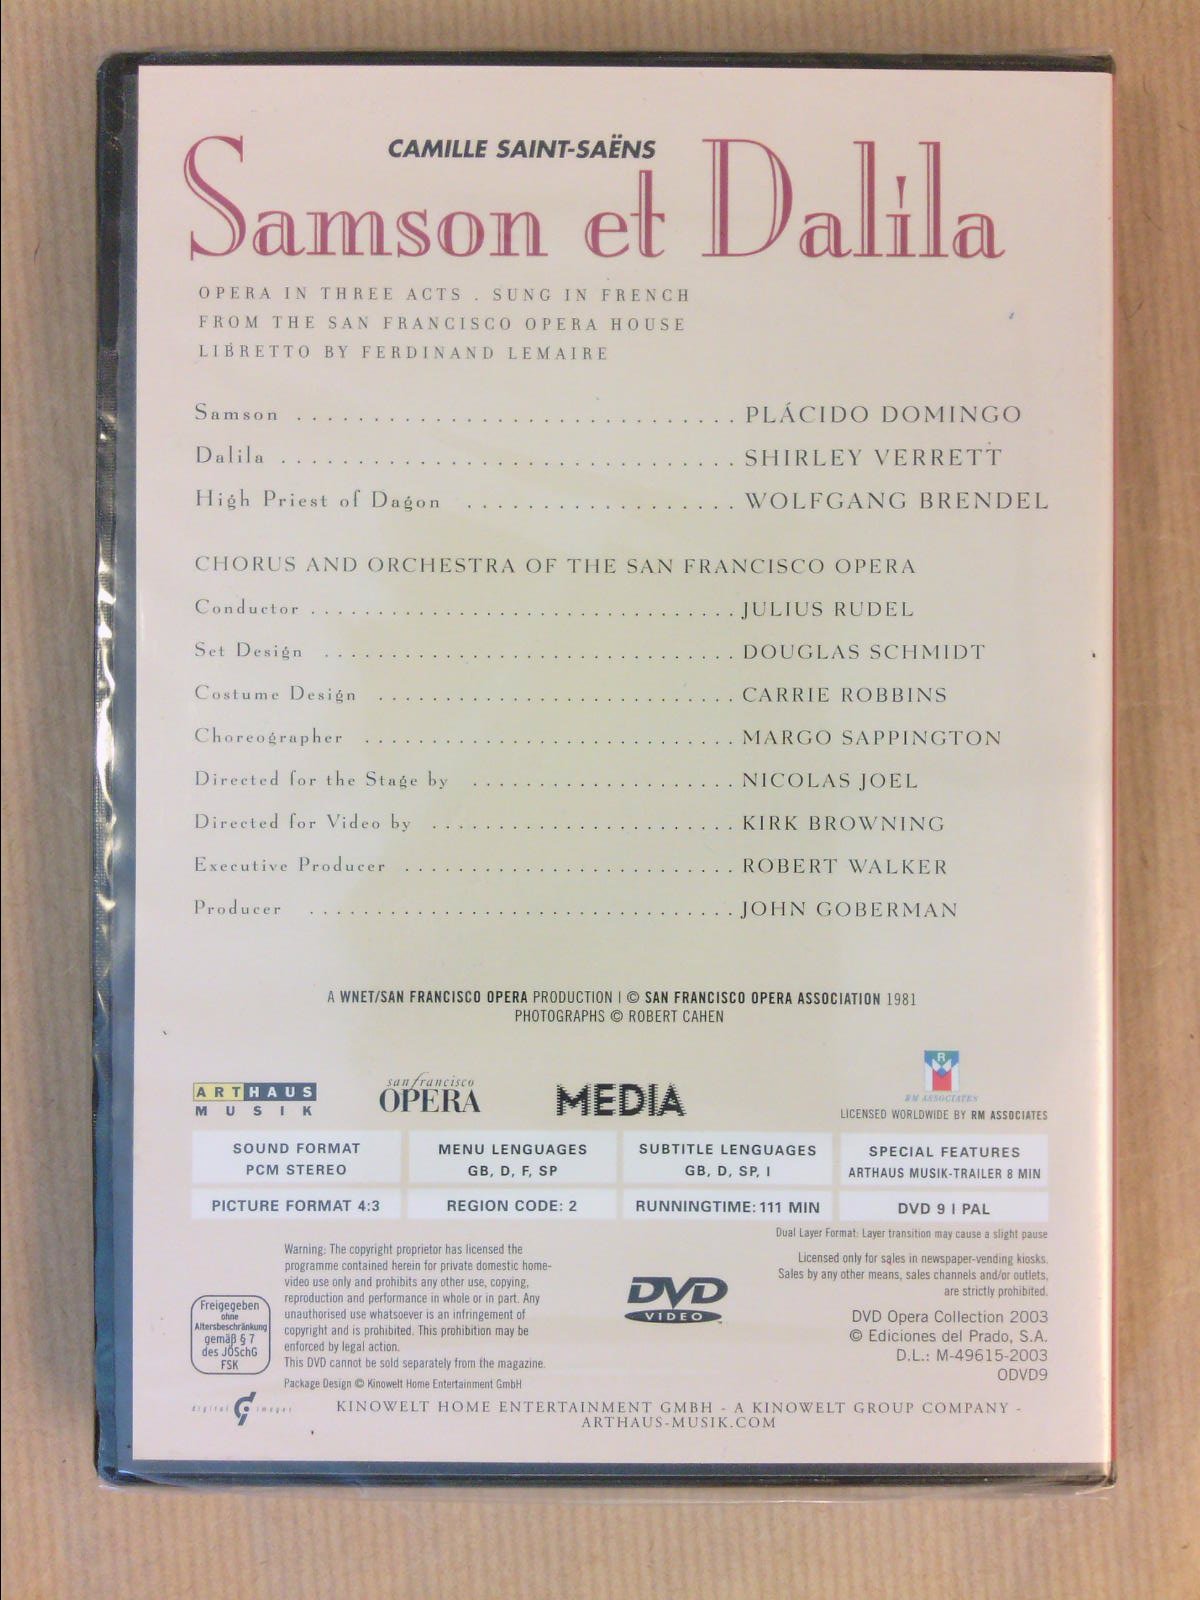 CAMILLE SAINT-SAËNS
Samson et Dalila
OPERA IN THREE ACTS . SUNG IN FRENCH
FROM THE SAN FRANCISCO OPERA HOUSE
LIBRETTO BY FERDINAND LEMAIRE
Samson ............................. PLÁCIDO DOMINGO
Dalila .............................. SHIRLEY VERRETT
High Priest of Dagon .................. WOLFGANG BRENDEL
CHORUS AND ORCHESTRA OF THE SAN FRANCISCO OPERA
Conductor ................................ JULIUS RUDEL
Set Design ............................... DOUGLAS SCHMIDT
Costume Design ........................... CARRIE ROBBINS
Choreographer ............................ MARGO SAPPINGTON
Directed for the Stage by .................... NICOLAS JOEL
Directed for Video by ....................... KIRK BROWNING
Executive Producer ......................... ROBERT WALKER
Producer ................................ JOHN GOBERMAN
A WNET/SAN FRANCISCO OPERA PRODUCTION | © SAN FRANCISCO OPERA ASSOCIATION 1981
PHOTOGRAPHS © ROBERT CAHEN
ARTHAUS
MUSIK
san francisco
OPERA
MEDIA
R M
RM ASSOCIATES
LICENSED WORLDWIDE BY RM ASSOCIATES
SOUND FORMAT
PCM STEREO
MENU LENGUAGES
GB, D, F, SP
SUBTITLE LENGUAGES
GB, D, SP, I
SPECIAL FEATURES
ARTHAUS MUSIK-TRAILER 8 MIN
PICTURE FORMAT 4:3
REGION CODE: 2
RUNNINGTIME: 111 MIN
DVD 9 | PAL
Dual Layer Format: Layer transition may cause a slight pause
Warning: The copyright proprietor has licensed the
programme contained herein for private domestic home-
video use only and prohibits any other use, copying,
reproduction and performance in whole or in part. Any
unauthorised use whatsoever is an infringement of
copyright and is prohibited. This prohibition may be
enforced by legal action.
This DVD cannot be sold separately from the magazine.
Package Design © Kinowelt Home Entertainment GmbH
Freigegeben
ohne
Altersbeschränkung
gemäß § 7
des JÖSchG
FSK
DVD
VIDEO
Licensed only for sales in newspaper-vending kiosks.
Sales by any other means, sales channels and/or outlets,
are strictly prohibited.
DVD Opera Collection 2003
© Ediciones del Prado, S.A.
D.L.: M-49615-2003
ODVD9
digital images
KINOWELT HOME ENTERTAINMENT GMBH - A KINOWELT GROUP COMPANY -
ARTHAUS-MUSIK.COM